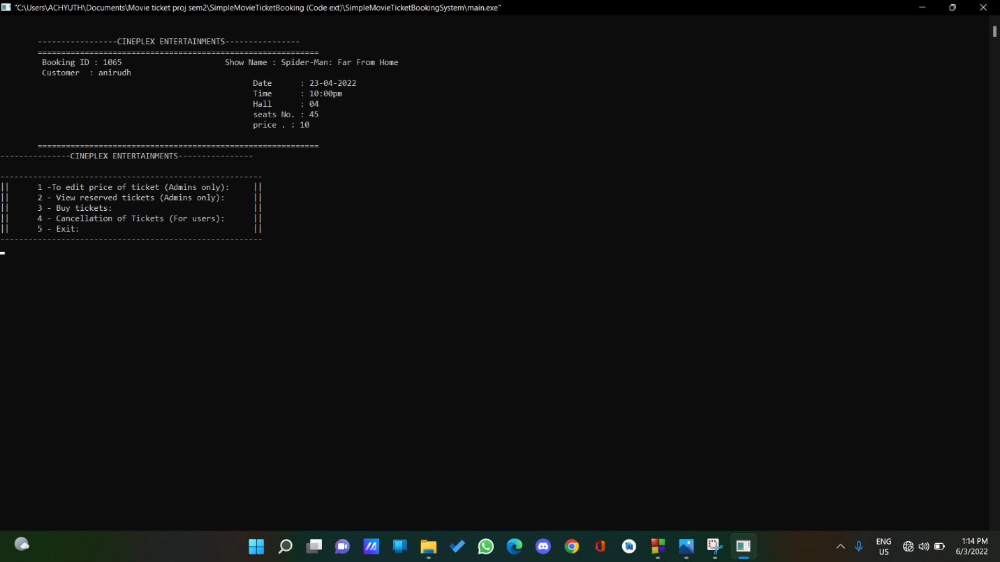 "C:\Users\ACHYUTH\Documents\Movie ticket proj sem2\SimpleMovieTicketBooking (Code ext)\SimpleMovieTicketBookingSystem\main.exe"
-----------------CINEPLEX ENTERTAINMENTS----------------
============================================================
Booking ID : 1065 Show Name : Spider-Man: Far From Home
Customer : anirudh
Date : 23-04-2022
Time : 10:00pm
Hall : 04
seats No. : 45
price . : 10
============================================================
---------------CINEPLEX ENTERTAINMENTS----------------
--------------------------------------------------------
|| 1 -To edit price of ticket (Admins only): ||
|| 2 - View reserved tickets (Admins only): ||
|| 3 - Buy tickets: ||
|| 4 - Cancellation of Tickets (For users): ||
|| 5 - Exit: ||
--------------------------------------------------------
ENG
US
1:14 PM
6/3/2022